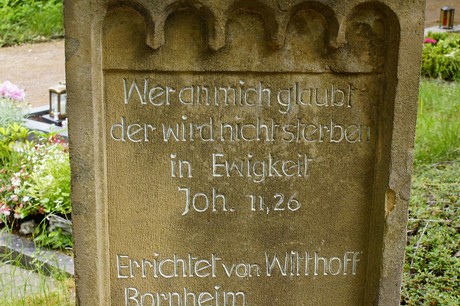 Wer an mich glaubt
der wird nicht sterben
in Ewigkeit
Joh. 11,26
Errichtet von Witthoff
Bornheim